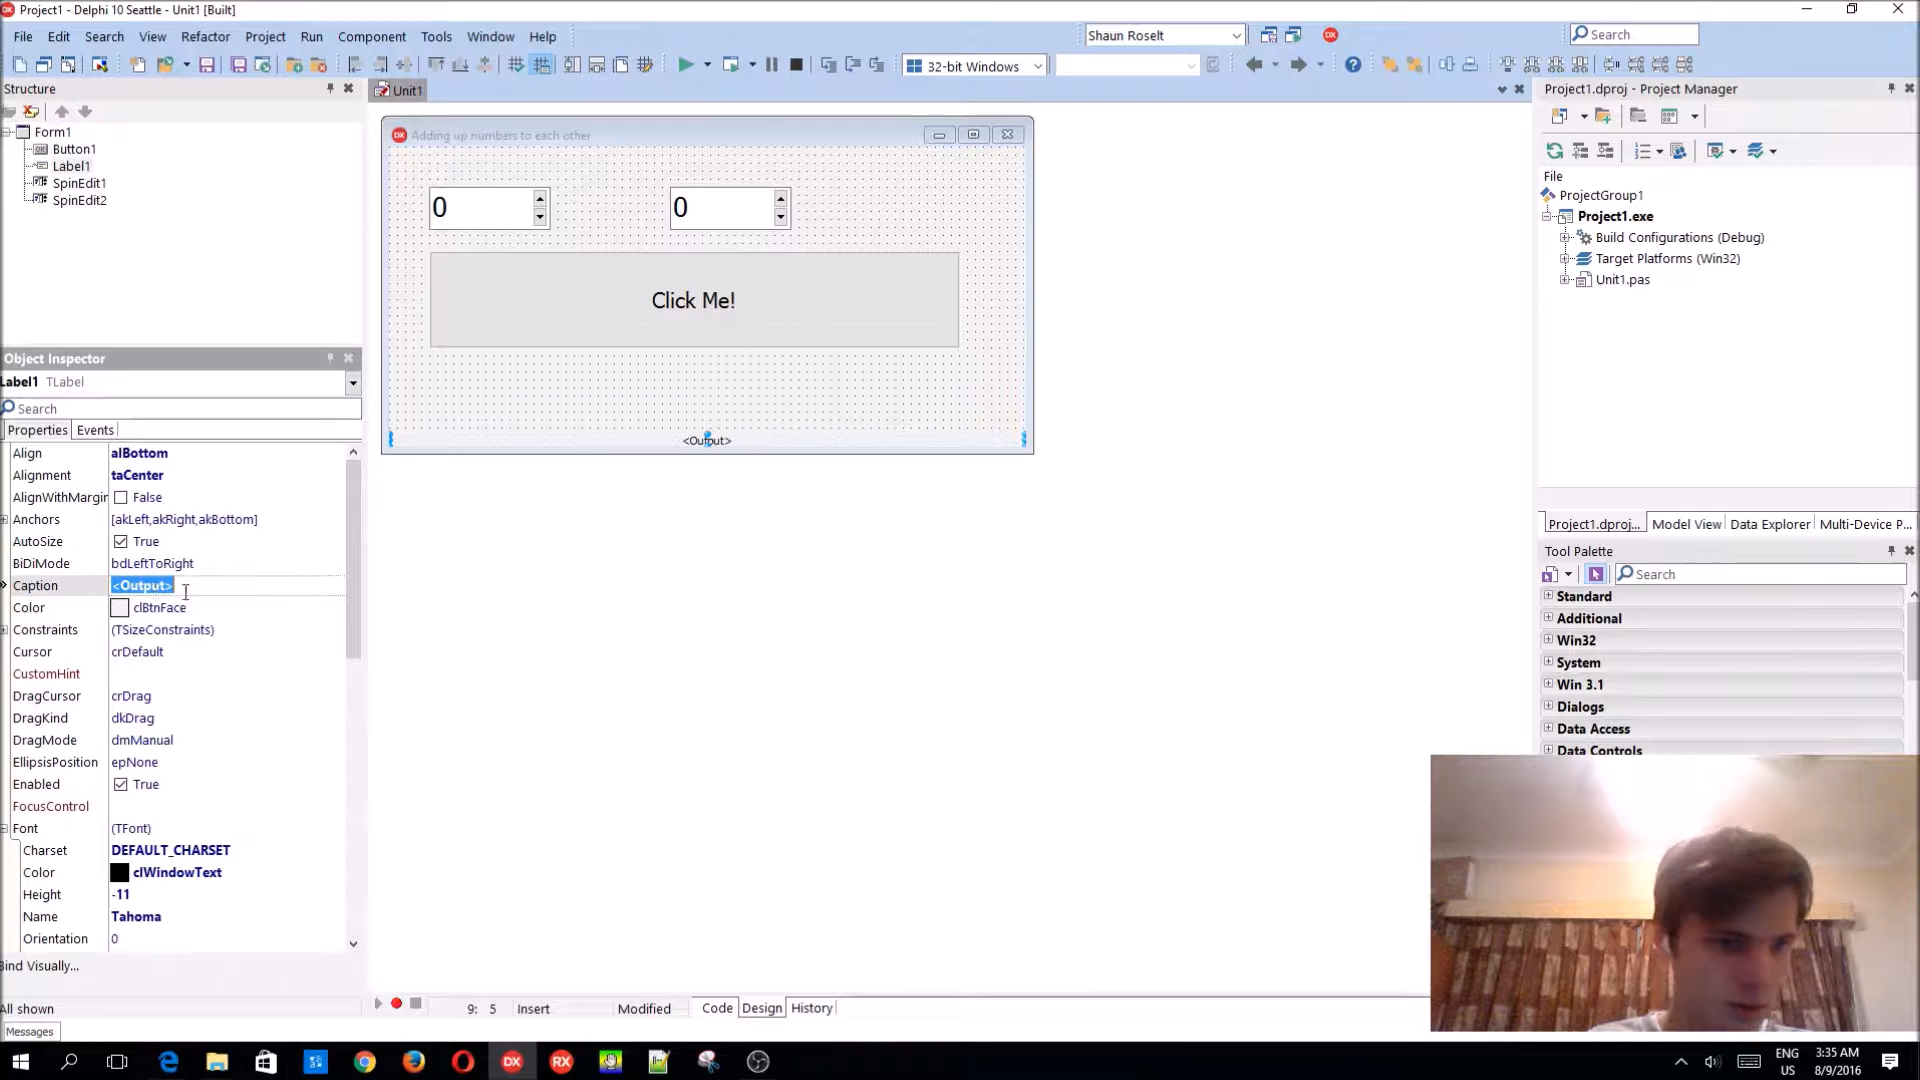 Project1 - Delphi 10 Seattle - Unit1 [Built]
File Edit Search View Refactor Project Run Component Tools Window Help
Shaun Roselt
Search
32-bit Windows
Structure
Form1
Button1
Label1
SpinEdit1
SpinEdit2
Object Inspector
Label1 TLabel
Search
Properties Events
Align alBottom
Alignment taCenter
AlignWithMargin False
Anchors [akLeft,akRight,akBottom]
AutoSize True
BiDiMode bdLeftToRight
Caption <Output>
Color clBtnFace
Constraints (TSizeConstraints)
Cursor crDefault
CustomHint
DragCursor crDrag
DragKind dkDrag
DragMode dmManual
EllipsisPosition epNone
Enabled True
FocusControl
Font (TFont)
Charset DEFAULT_CHARSET
Color clWindowText
Height -11
Name Tahoma
Orientation 0
Bind Visually...
All shown
Messages
Unit1
Adding up numbers to each other
0 0
Click Me!
<Output>
9: 5 Insert Modified Code Design History
Project1.dproj - Project Manager
File
ProjectGroup1
Project1.exe
Build Configurations (Debug)
Target Platforms (Win32)
Unit1.pas
Project1.dproj... Model View Data Explorer Multi-Device P...
Tool Palette
Search
Standard
Additional
Win32
System
Win 3.1
Dialogs
Data Access
Data Controls
DX RX
ENG
US
3:35 AM
8/9/2016